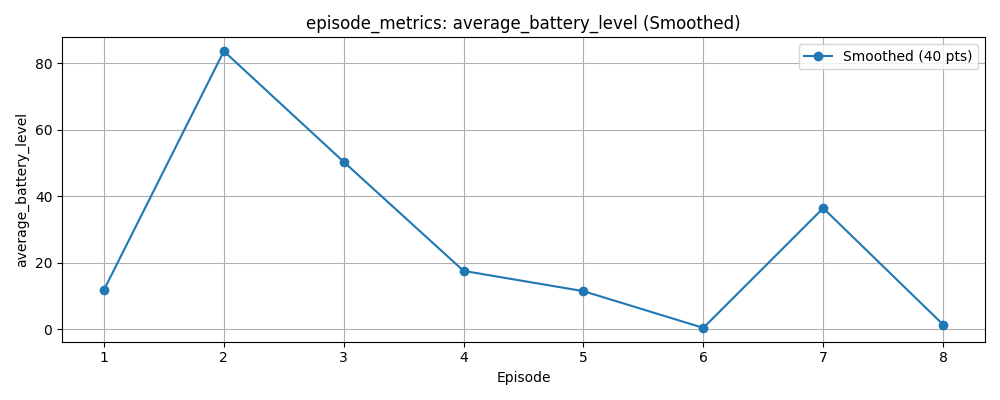 episode_metrics: average_battery_level (Smoothed)
Smoothed (40 pts)
average_battery_level
80
60
40
20
0
1 2 3 4 5 6 7 8
Episode